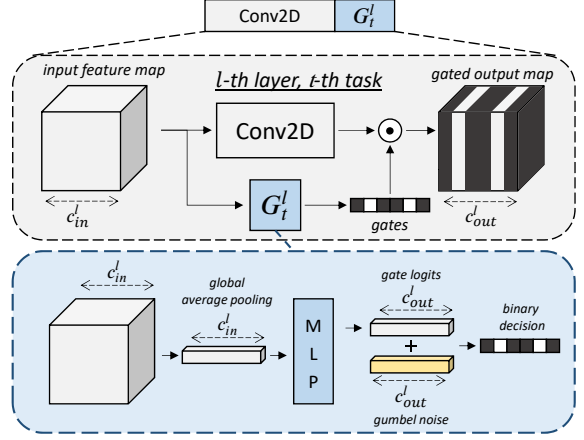 Conv2D
G_t^l
l-th layer, t-th task
input feature map
gated output map
Conv2D
G_t^l
gates
c_in^l
c_out^l
c_in^l
global
average pooling
c_in^l
M
L
P
gate logits
c_out^l
+
c_out^l
gumbel noise
binary
decision